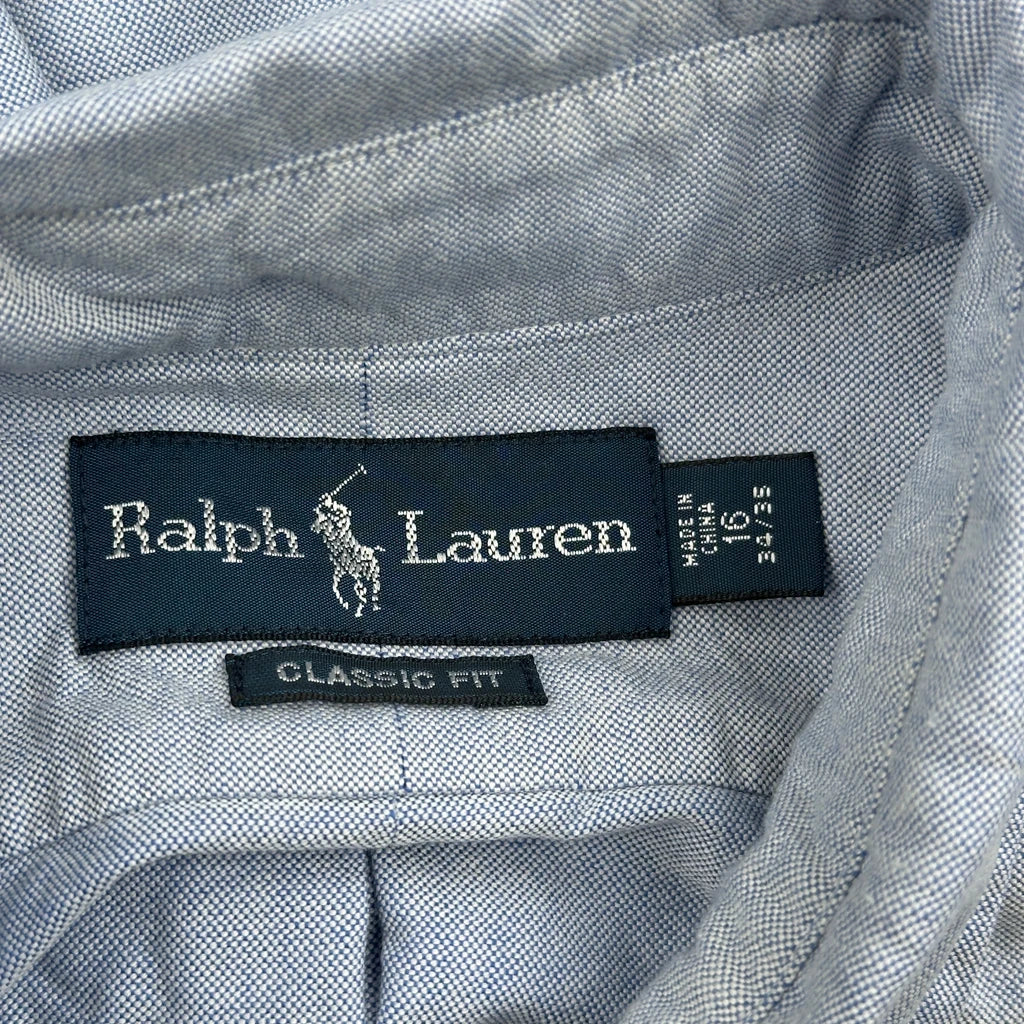 Ralph Lauren
CLASSIC FIT
MADE IN
CHINA
16
34/35